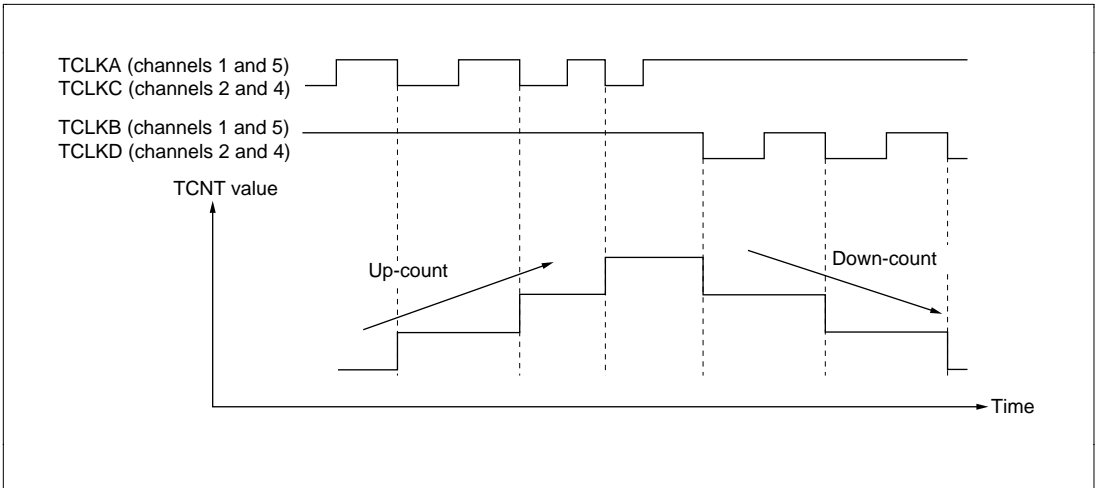 TCLKA (channels 1 and 5)
TCLKC (channels 2 and 4)
TCLKB (channels 1 and 5)
TCLKD (channels 2 and 4)
TCNT value
Up-count
Down-count
Time